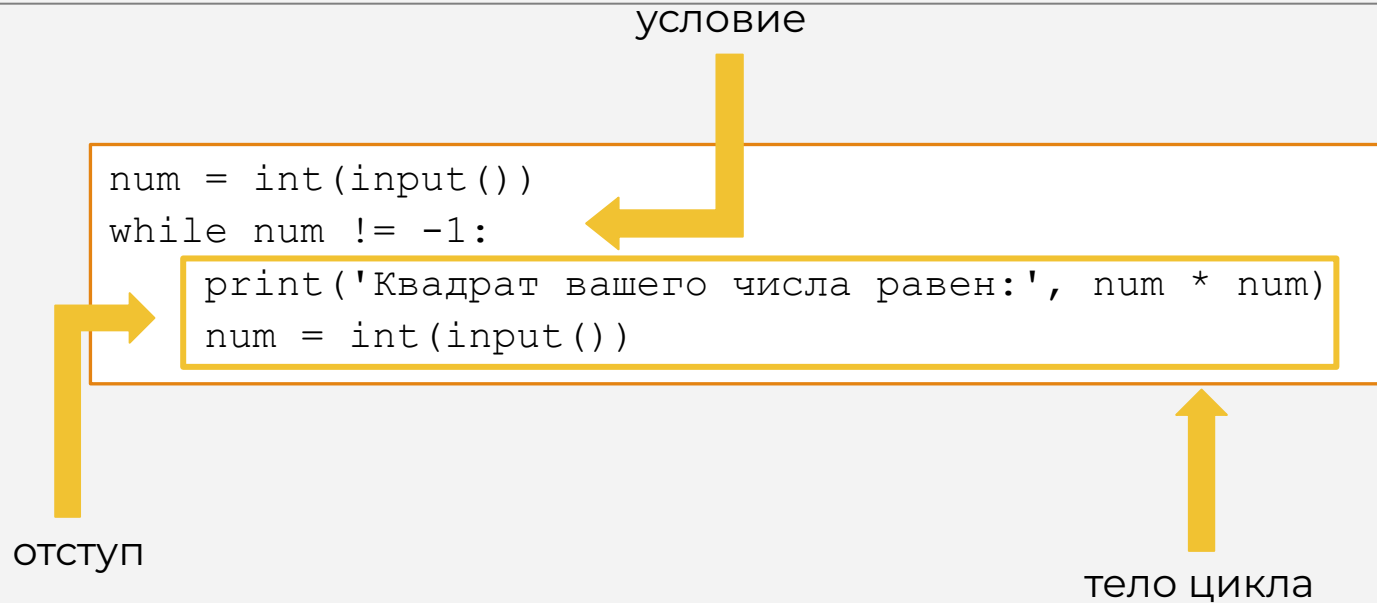 условие
num = int(input())
while num != -1:
print('Квадрат вашего числа равен:', num * num)
num = int(input())
отступ
тело цикла